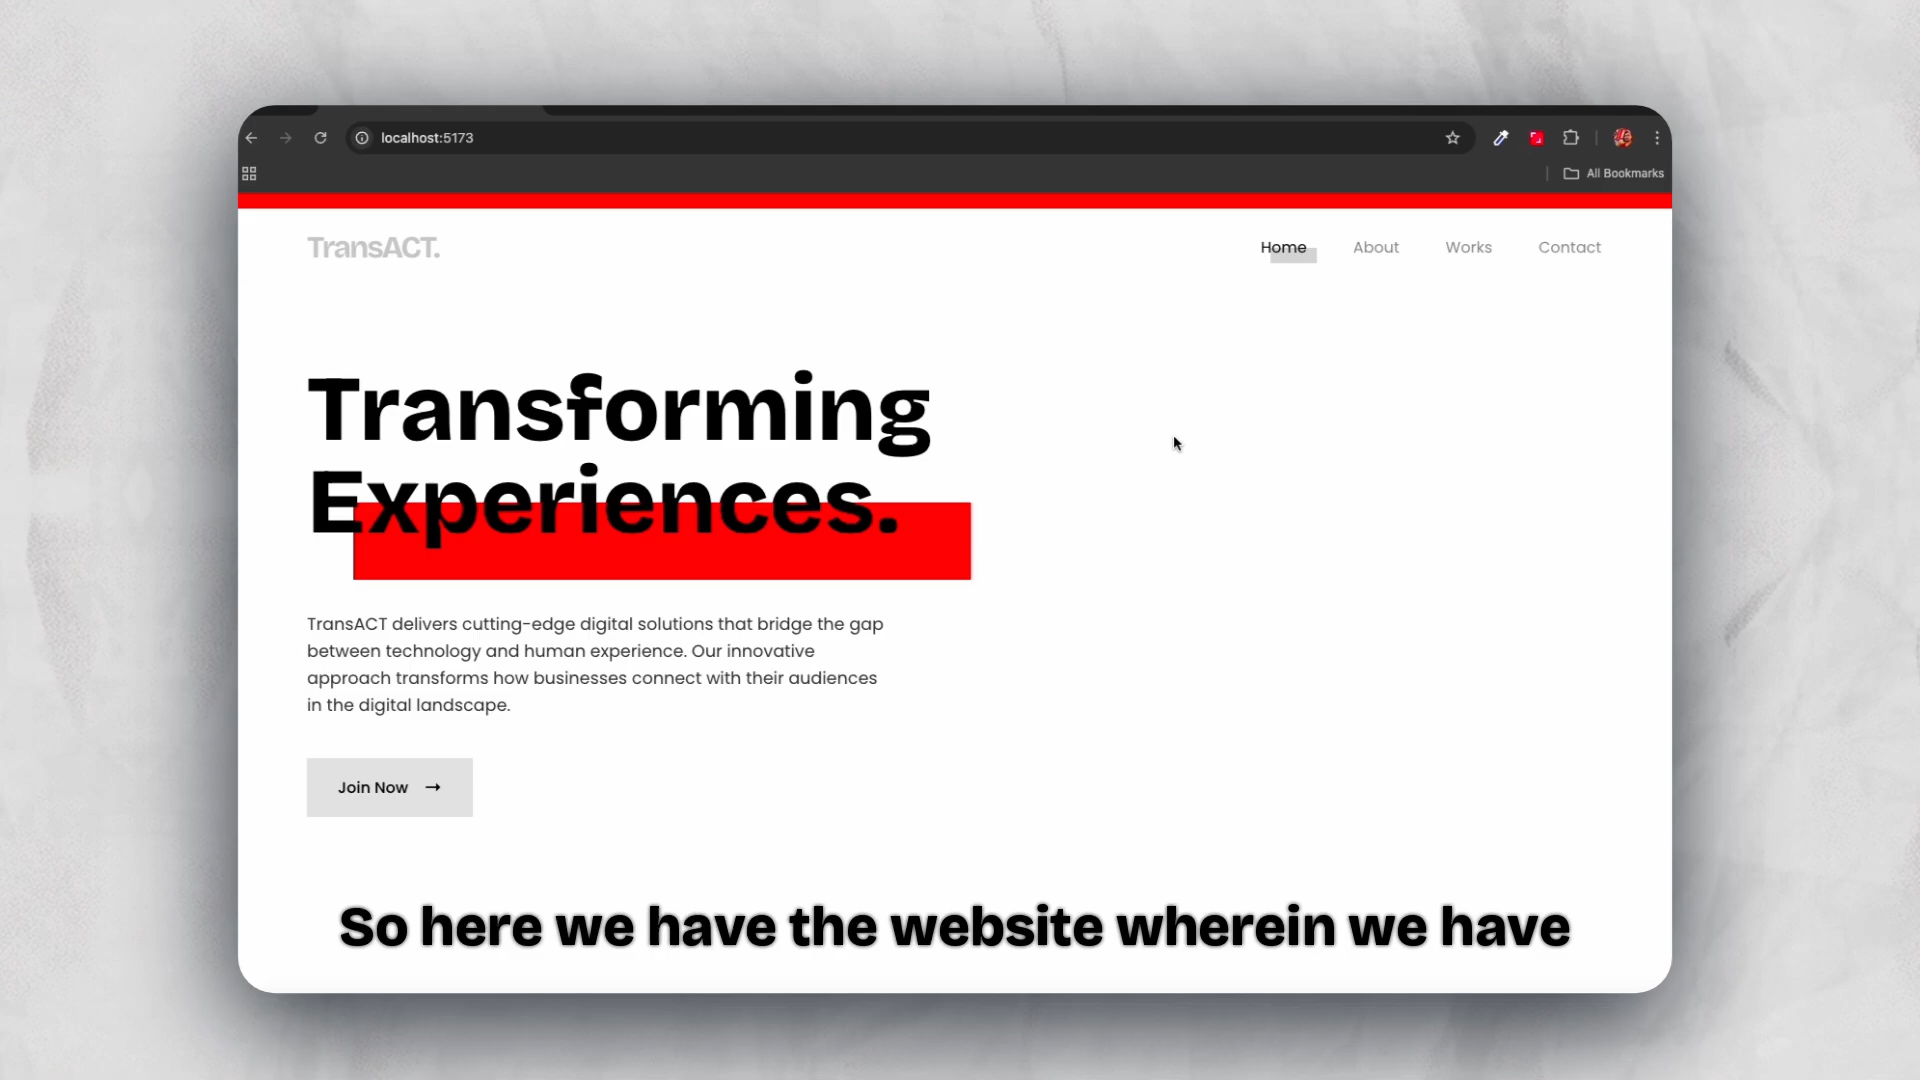 localhost:5173
All Bookmarks
TransACT.
Home About Works Contact
Transforming
Experiences.
TransACT delivers cutting-edge digital solutions that bridge the gap
between technology and human experience. Our innovative
approach transforms how businesses connect with their audiences
in the digital landscape.
Join Now →
So here we have the website wherein we have